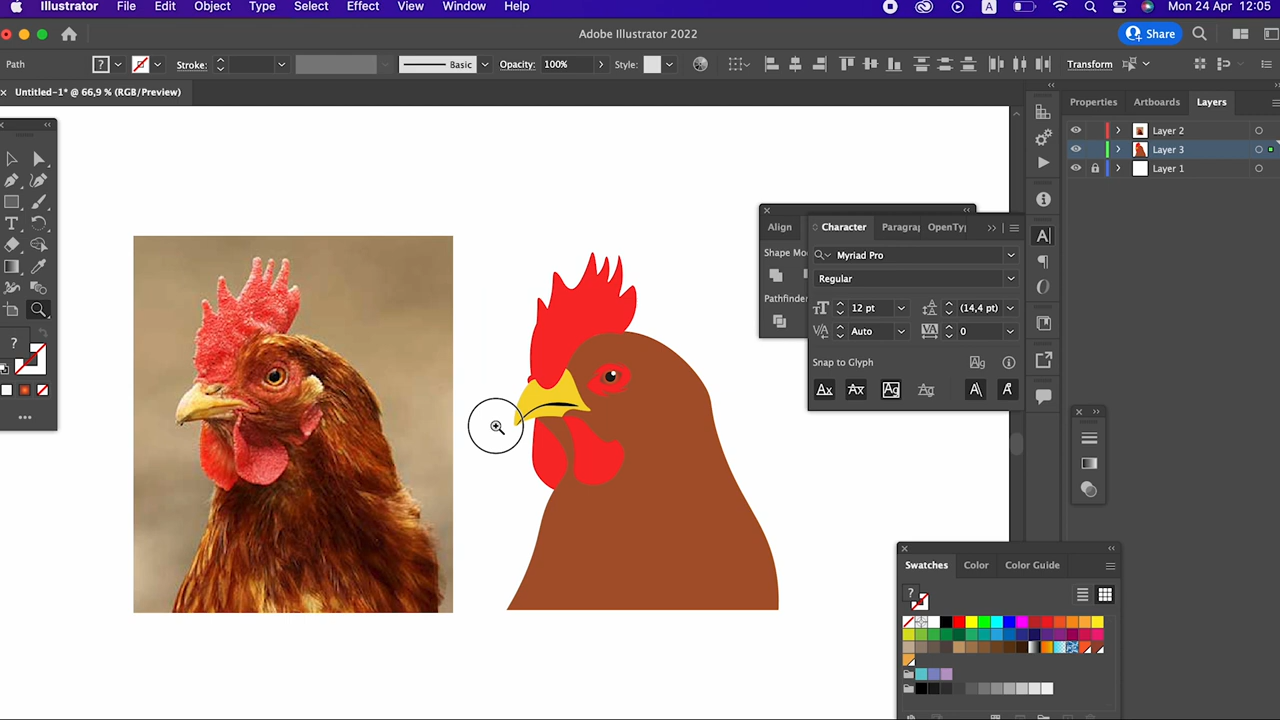 Illustrator File Edit Object Type Select Effect View Window Help
A Mon 24 Apr 12:05
Adobe Illustrator 2022
Share
Path ? Stroke: Basic Opacity: 100% Style: Transform
Untitled-1* @ 66,9 % (RGB/Preview)
Properties Artboards Layers
Layer 2
Layer 3
Layer 1
Align
Shape Mo
Pathfinder
Character Paragra OpenTy
Myriad Pro
Regular
12 pt (14,4 pt)
Auto 0
Snap to Glyph
?
Swatches Color Color Guide
?